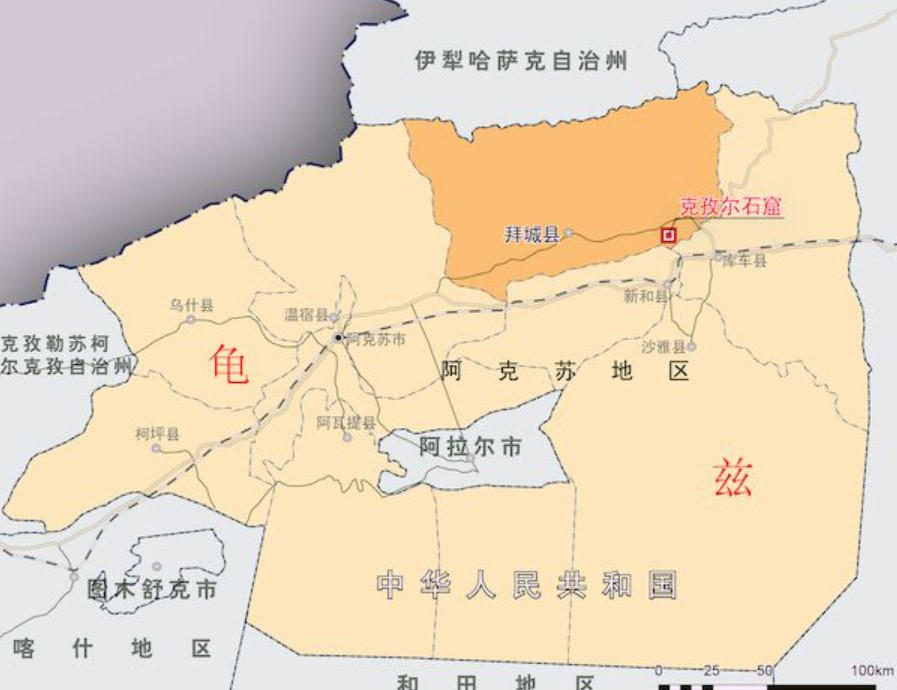 伊犁哈萨克自治州
克孜尔石窟
拜城县
库车县
新和县
乌什县
温宿县
阿克苏市
克孜勒苏柯
尔克孜自治州
龟
沙雅县
阿克苏地区
阿瓦提县
柯坪县
阿拉尔市
兹
中华人民共和国
图木舒克市
喀什地区
和田地区
0 25 50 100km